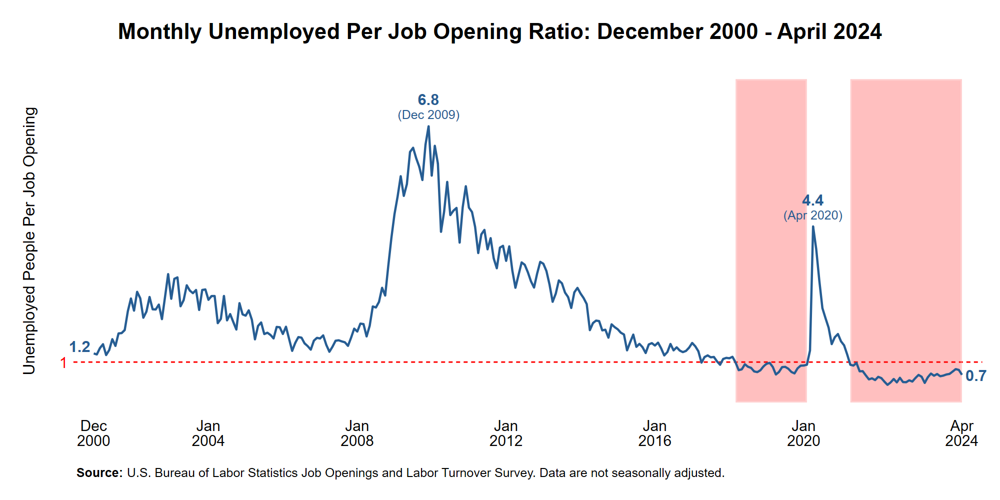 Monthly Unemployed Per Job Opening Ratio: December 2000 - April 2024
Unemployed People Per Job Opening
6.8
(Dec 2009)
4.4
(Apr 2020)
1.2
1
0.7
Dec
2000
Jan
2004
Jan
2008
Jan
2012
Jan
2016
Jan
2020
Apr
2024
Source: U.S. Bureau of Labor Statistics Job Openings and Labor Turnover Survey. Data are not seasonally adjusted.